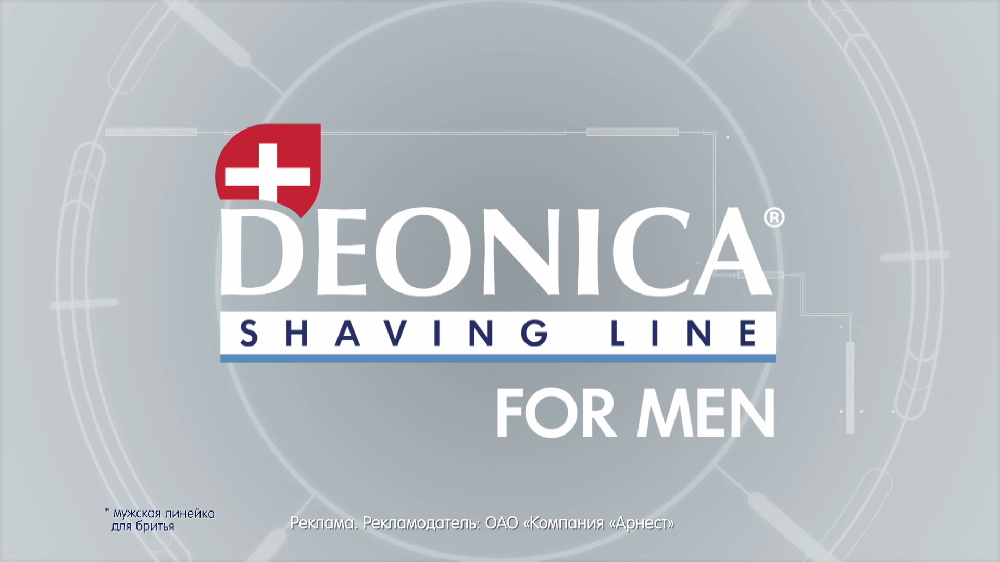 DEONICA®
SHAVING LINE
FOR MEN
* мужская линейка
для бритья
Реклама. Рекламодатель: ОАО «Компания «Арнест»